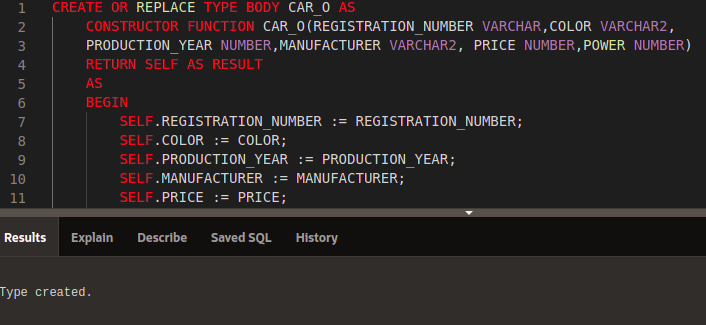 1 CREATE OR REPLACE TYPE BODY CAR_O AS
2 CONSTRUCTOR FUNCTION CAR_O(REGISTRATION_NUMBER VARCHAR,COLOR VARCHAR2,
3 PRODUCTION_YEAR NUMBER,MANUFACTURER VARCHAR2, PRICE NUMBER,POWER NUMBER)
4 RETURN SELF AS RESULT
5 AS
6 BEGIN
7 SELF.REGISTRATION_NUMBER := REGISTRATION_NUMBER;
8 SELF.COLOR := COLOR;
9 SELF.PRODUCTION_YEAR := PRODUCTION_YEAR;
10 SELF.MANUFACTURER := MANUFACTURER;
11 SELF.PRICE := PRICE;
Results Explain Describe Saved SQL History
Type created.